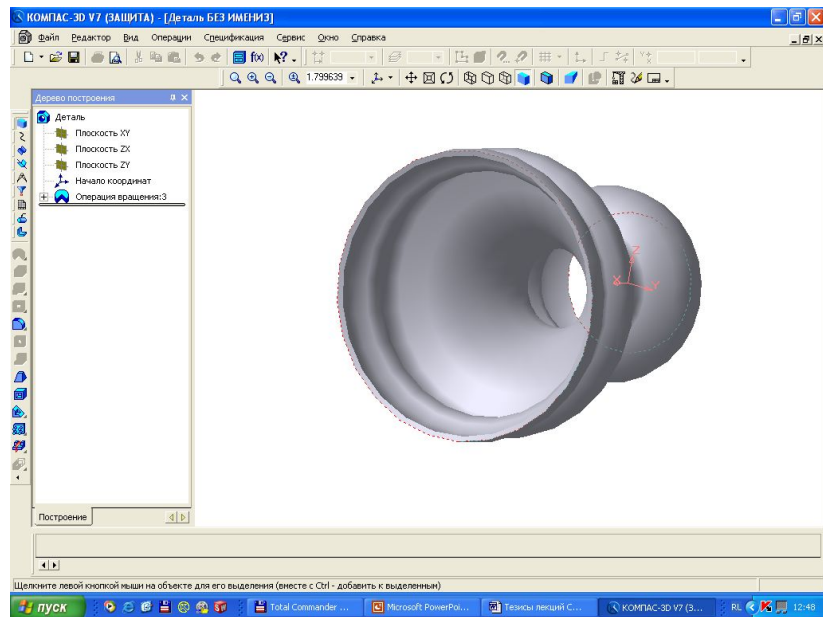 КОМПАС-3D V7 (ЗАЩИТА) - [Деталь БЕЗ ИМЕНИ3]
Файл Редактор Вид Операции Спецификация Сервис Окно Справка
f(x)
1.799639
Дерево построения
Деталь
Плоскость XY
Плоскость ZX
Плоскость ZY
Начало координат
Операция вращения:3
Z
X
Y
Построение
Щелкните левой кнопкой мыши на объекте для его выделения (вместе с Ctrl - добавить к выделенным)
пуск Total Commander ... Microsoft PowerPoi... Тезисы лекций С... КОМПАС-3D V7 (З... RL 12:48